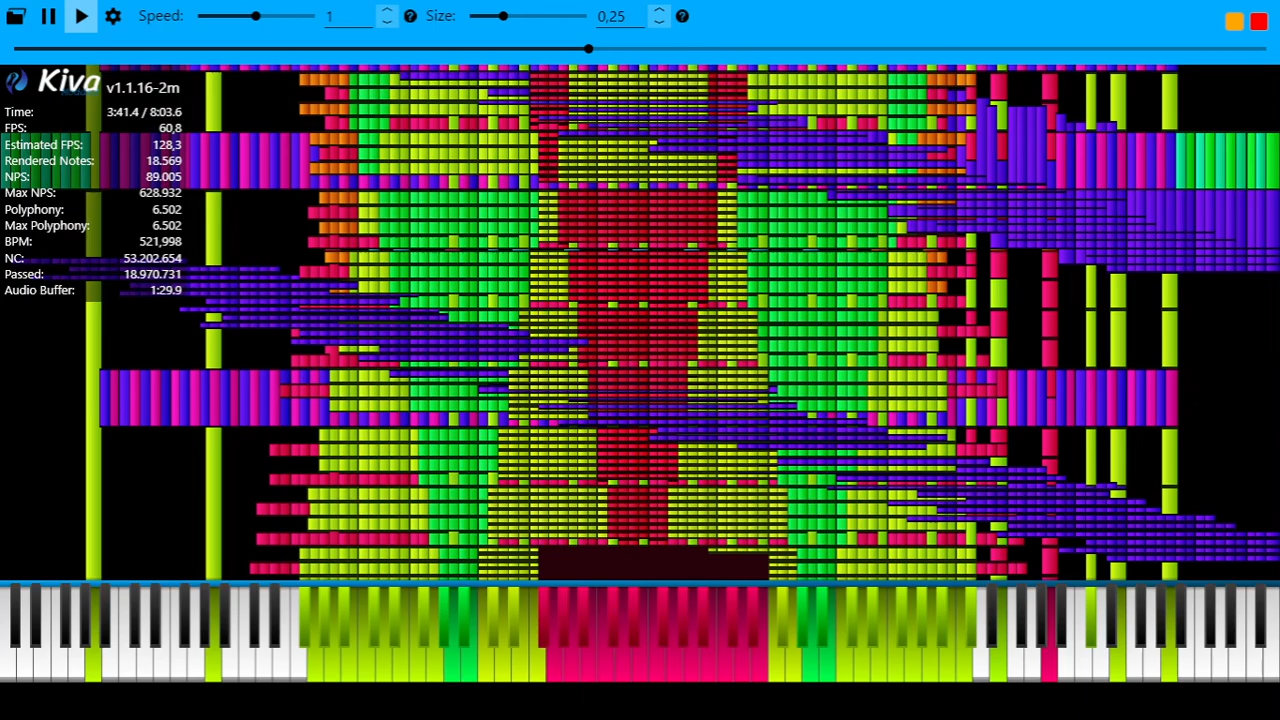 Speed: 1 Size: 0,25
Kiva v1.1.16-2m
Time: 3:41.4 / 8:03.6
FPS: 60,8
Estimated FPS: 128,3
Rendered Notes: 18.569
NPS: 89.005
Max NPS: 628.932
Polyphony: 6.502
Max Polyphony: 6.502
BPM: 521,998
NC: 53.202.654
Passed: 18.970.731
Audio Buffer: 1:29.9